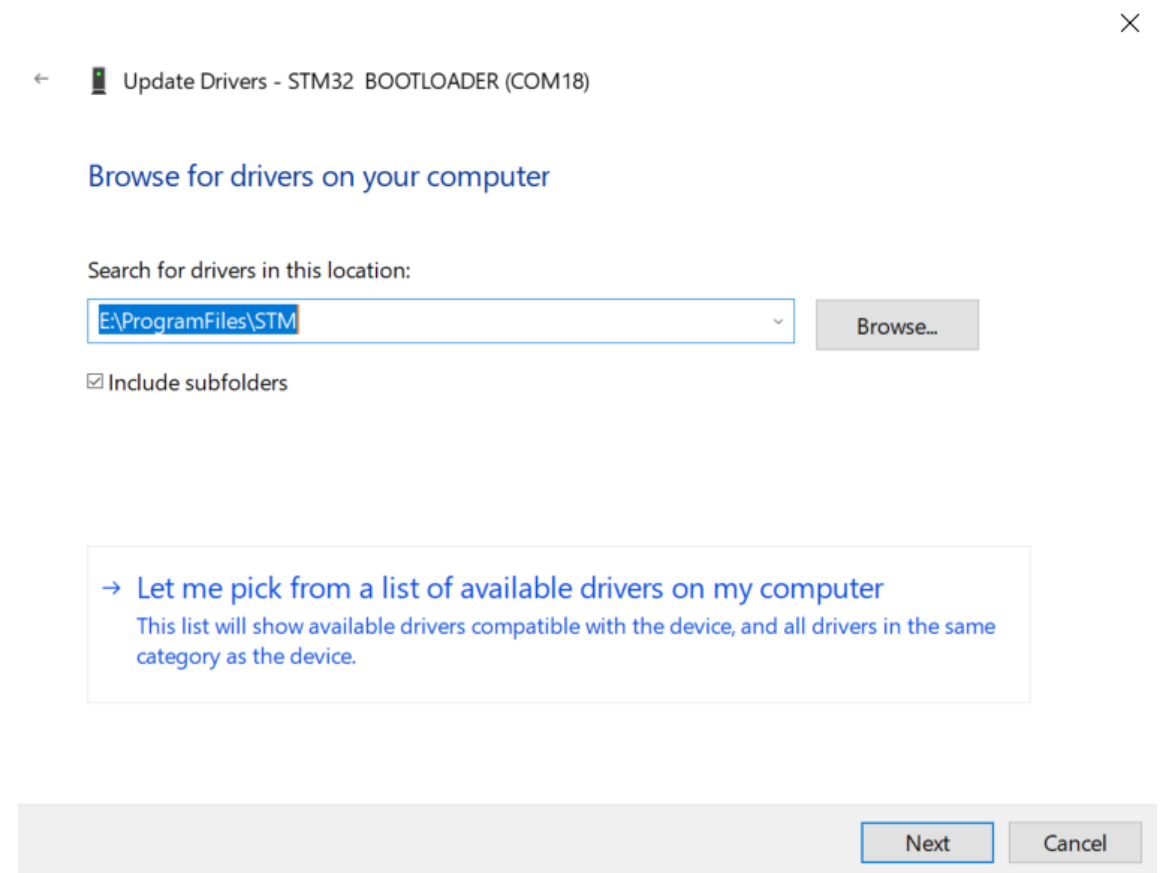 Update Drivers - STM32  BOOTLOADER (COM18)
Browse for drivers on your computer
Search for drivers in this location:
E:\ProgramFiles\STM
Browse...
Include subfolders
Let me pick from a list of available drivers on my computer
This list will show available drivers compatible with the device, and all drivers in the same
category as the device.
Next
Cancel